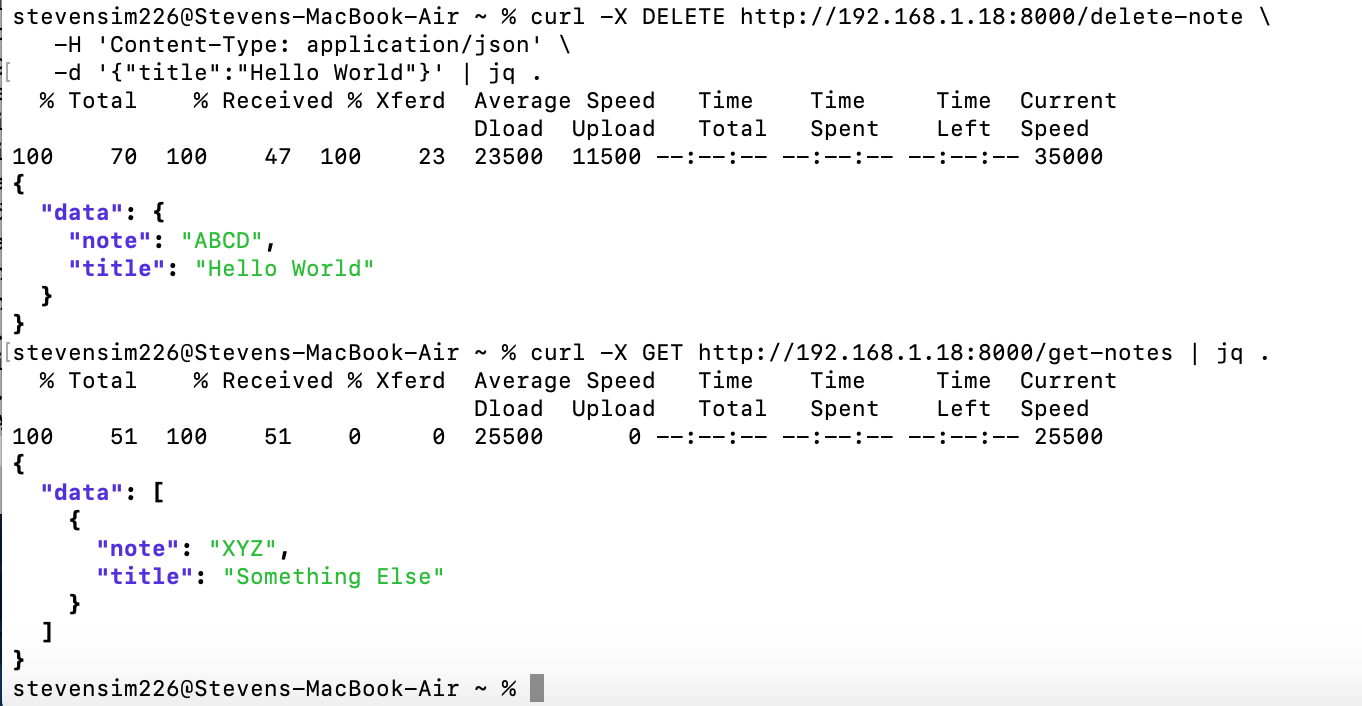 stevensim226@Stevens-MacBook-Air ~ % curl -X DELETE http://192.168.1.18:8000/delete-note \
   -H 'Content-Type: application/json' \
   -d '{"title":"Hello World"}' | jq .
  % Total    % Received % Xferd  Average Speed   Time    Time     Time  Current
                                 Dload  Upload   Total   Spent    Left  Speed
100    70  100    47  100    23  23500  11500 --:--:-- --:--:-- --:--:-- 35000
{
  "data": {
    "note": "ABCD",
    "title": "Hello World"
  }
}
stevensim226@Stevens-MacBook-Air ~ % curl -X GET http://192.168.1.18:8000/get-notes | jq .
  % Total    % Received % Xferd  Average Speed   Time    Time     Time  Current
                                 Dload  Upload   Total   Spent    Left  Speed
100    51  100    51    0     0  25500      0 --:--:-- --:--:-- --:--:-- 25500
{
  "data": [
    {
      "note": "XYZ",
      "title": "Something Else"
    }
  ]
}
stevensim226@Stevens-MacBook-Air ~ %